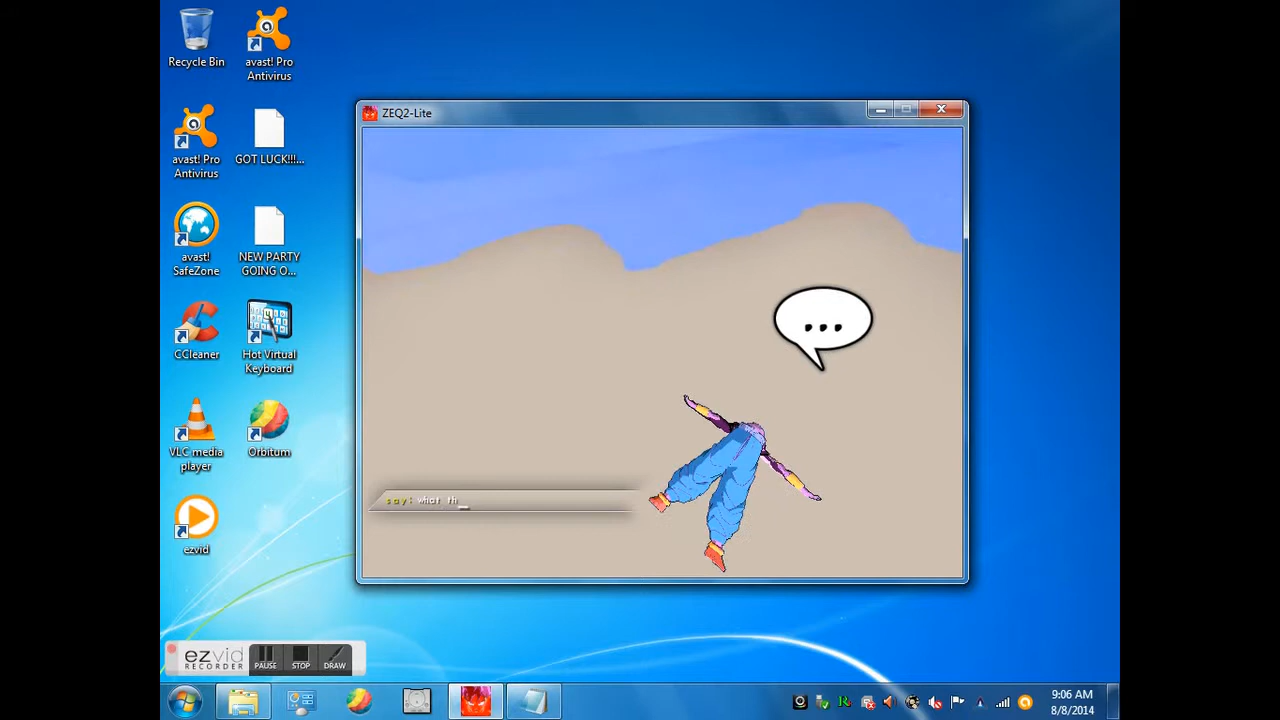 Recycle Bin
avast! Pro
Antivirus
avast! Pro
Antivirus
GOT LUCK!!!...
avast!
SafeZone
NEW PARTY
GOING O...
CCleaner
Hot Virtual
Keyboard
VLC media
player
Orbitum
ezvid
ZEQ2-Lite
...
say: what th_
ezvid
RECORDER
PAUSE
STOP
DRAW
9:06 AM
8/8/2014